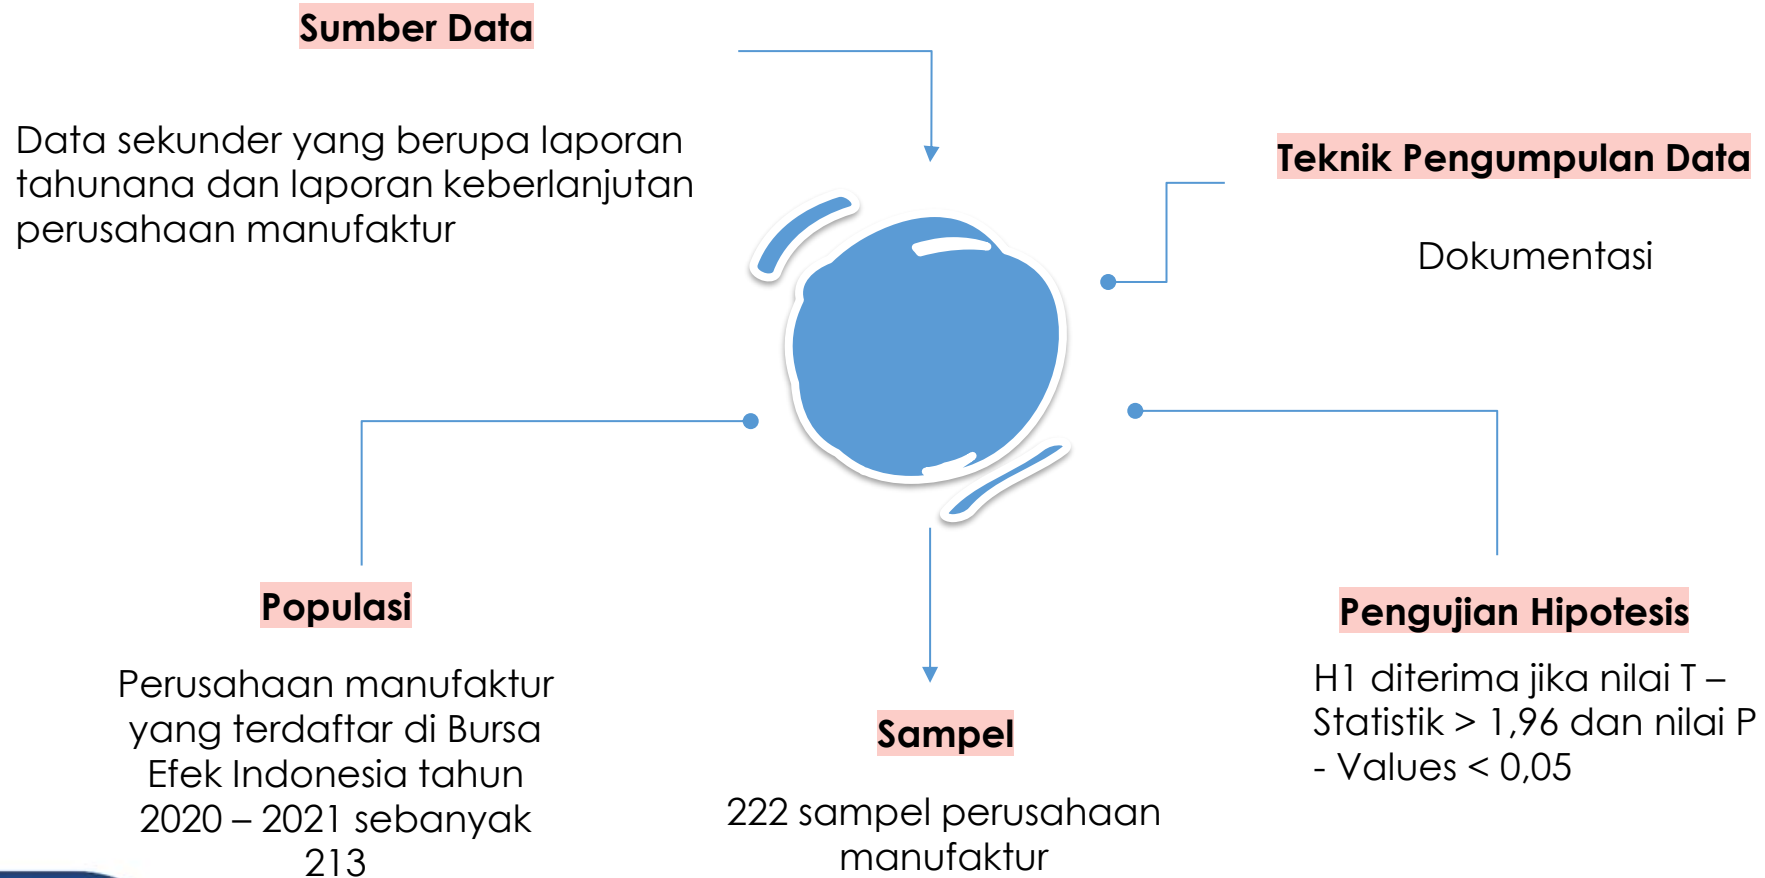 Sumber Data
Data sekunder yang berupa laporan
tahunana dan laporan keberlanjutan
perusahaan manufaktur
Teknik Pengumpulan Data
Dokumentasi
Populasi
Perusahaan manufaktur
yang terdaftar di Bursa
Efek Indonesia tahun
2020 – 2021 sebanyak
213
Sampel
222 sampel perusahaan
manufaktur
Pengujian Hipotesis
H1 diterima jika nilai T –
Statistik > 1,96 dan nilai P
- Values < 0,05